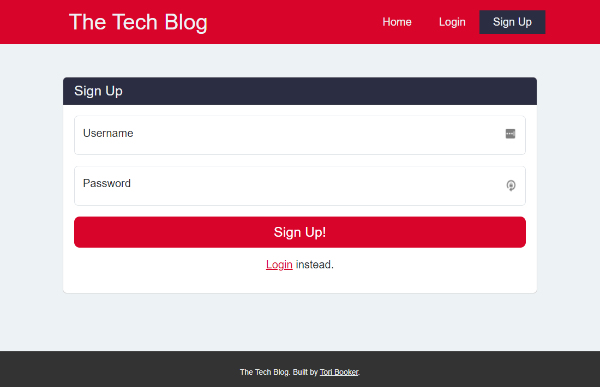 The Tech Blog
Home Login Sign Up
Sign Up
Username
Password
Sign Up!
Login instead.
The Tech Blog. Built by Tori Booker.